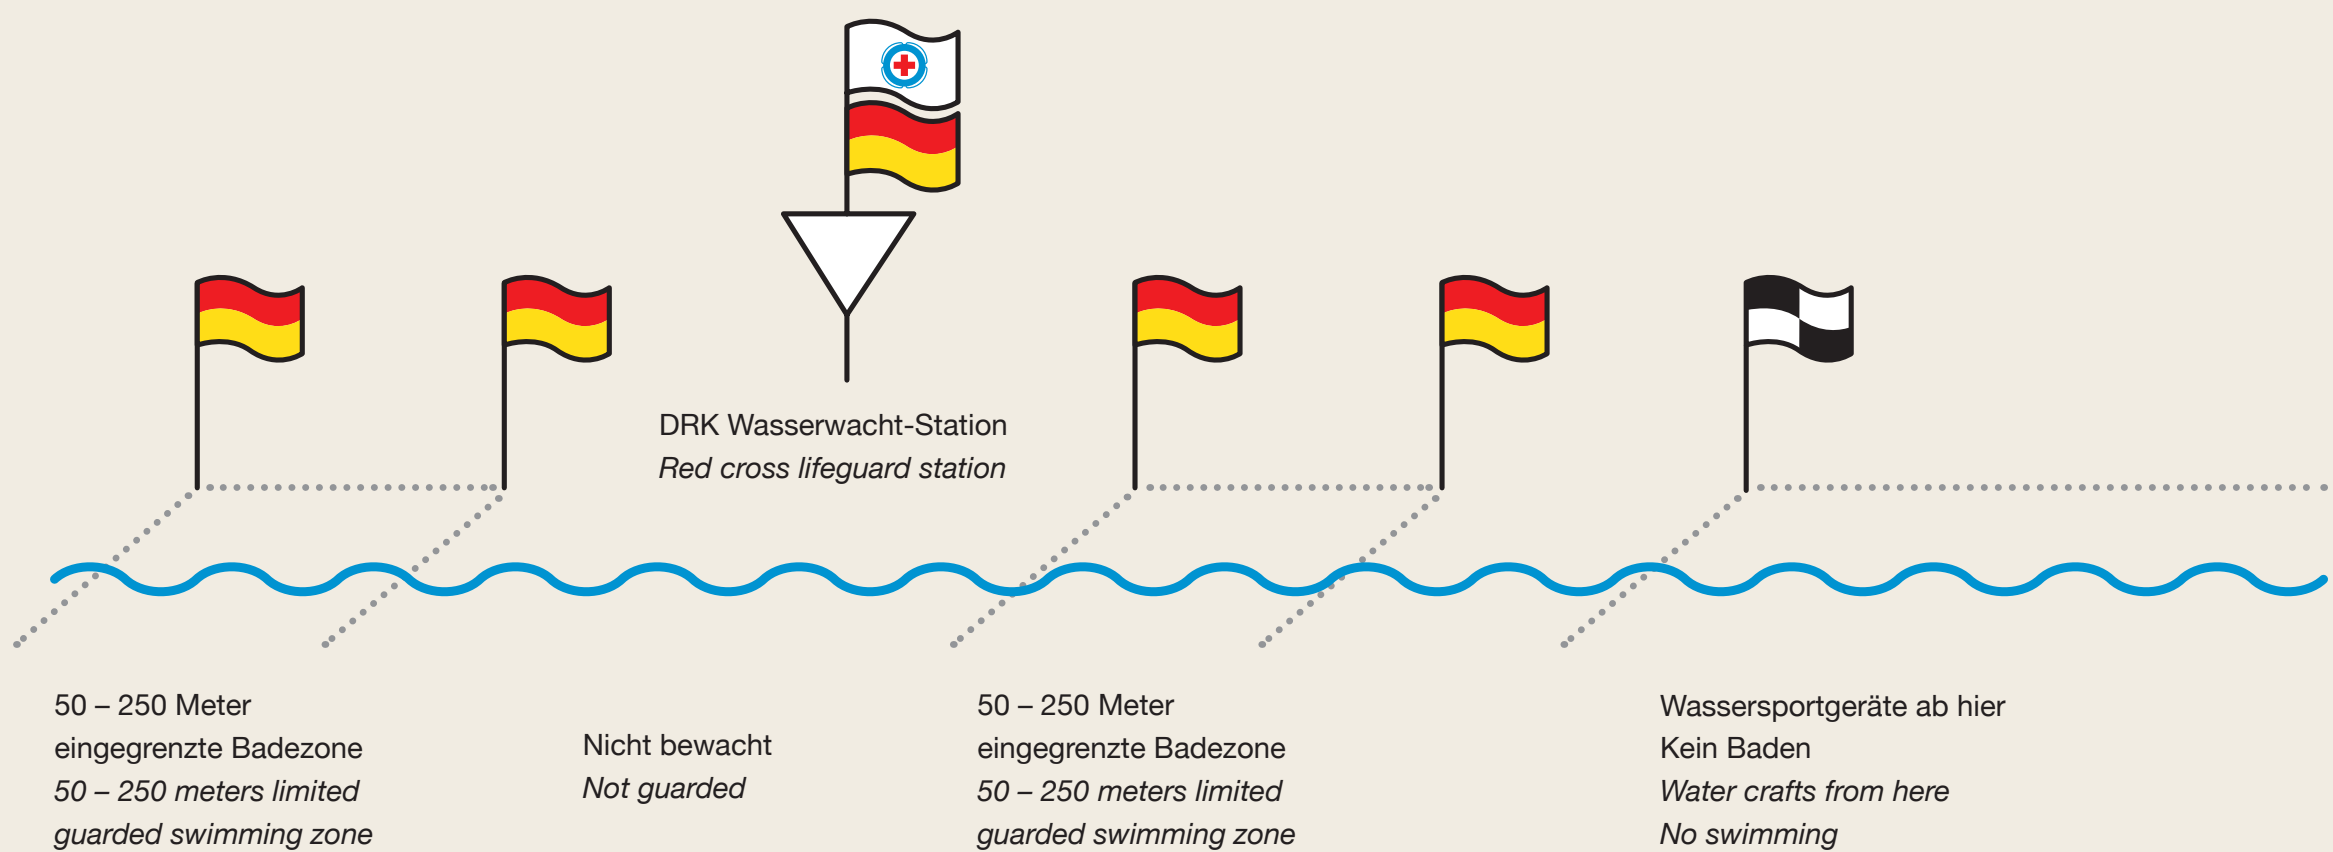 DRK Wasserwacht-Station
Red cross lifeguard station
50 – 250 Meter
eingegrenzte Badezone
50 – 250 meters limited
guarded swimming zone
Nicht bewacht
Not guarded
50 – 250 Meter
eingegrenzte Badezone
50 – 250 meters limited
guarded swimming zone
Wassersportgeräte ab hier
Kein Baden
Water crafts from here
No swimming